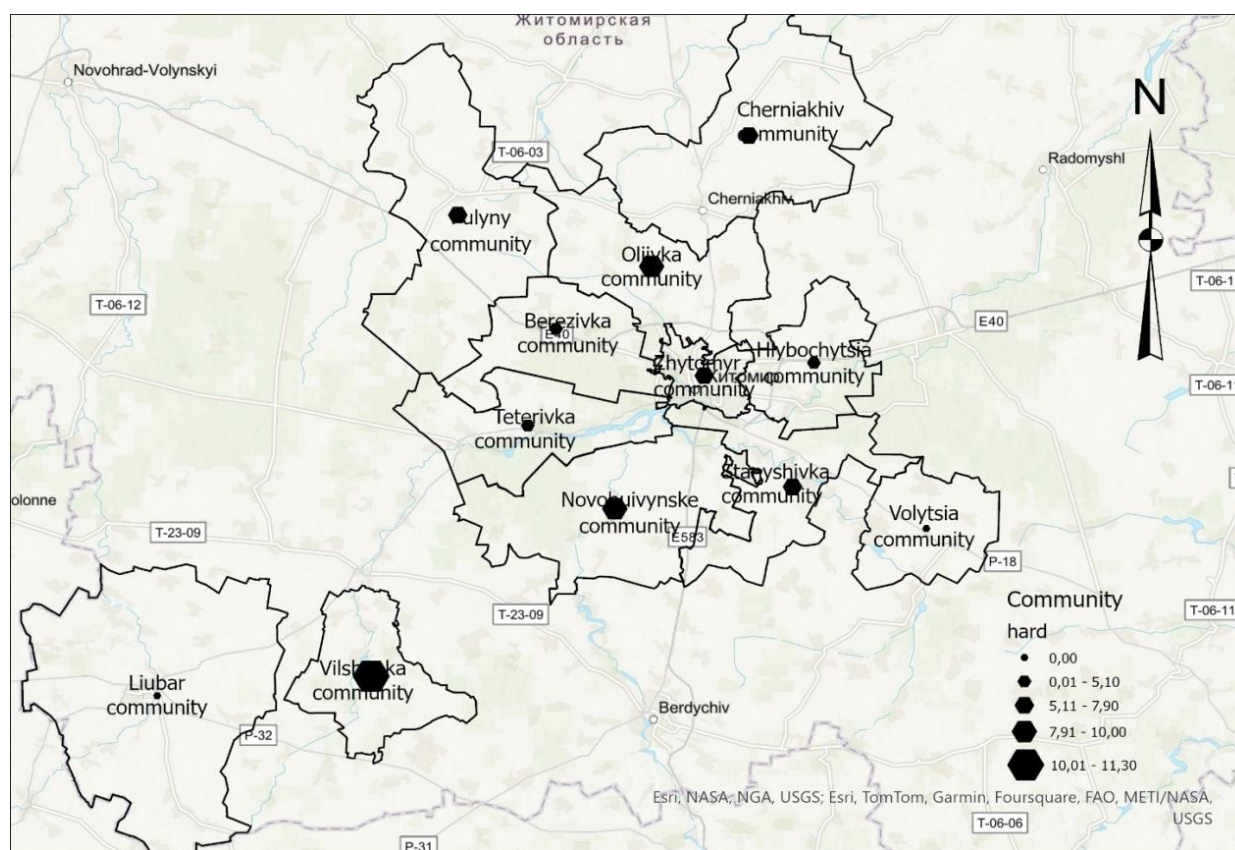 Житомирская
область
Novohrad-Volynskyi
N
Cherniakhiv
community
T-06-03
Radomyshl
Cherniakhiv
community
Oliivka
community
T-06-12
E40
Berezivka
E40
community
Zhytomyr
community
Hlybochytsia
community
Teterivka
community
Stanyshivka
community
Novohuivynske
community
Volytsia
community
olonne
T-23-09
E583
P-18
T-23-09
T-06-11
Community
hard
0,00
0,01 - 5,10
5,11 - 7,90
7,91 - 10,00
10,01 - 11,30
community
Liubar
community
P-32
Berdychiv
Esri, NASA, NGA, USGS; Esri, TomTom, Garmin, Foursquare, FAO, METI/NASA,
USGS
T-06-06
P-31